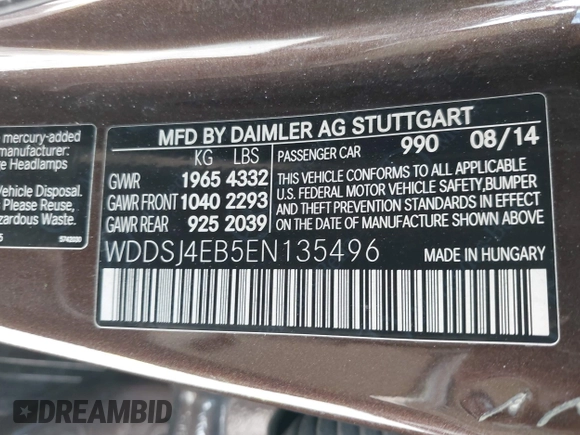 MFD BY DAIMLER AG STUTTGART
KG LBS
GVWR 1965 4332
GAWR FRONT 1040 2293
GAWR REAR 925 2039
PASSENGER CAR 990 08/14
THIS VEHICLE CONFORMS TO ALL APPLICABLE
U.S. FEDERAL MOTOR VEHICLE SAFETY,BUMPER
AND THEFT PREVENTION STANDARDS IN
EFFECT ON THE DATE OF
MANUFACTURE SHOWN ABOVE.
WDDSJ4EB5EN135496
MADE IN HUNGARY
mercury-added
manufacturer:
Headlamps
Vehicle Disposal.
Please Reuse,
Hazardous Waste.
DREAMBID